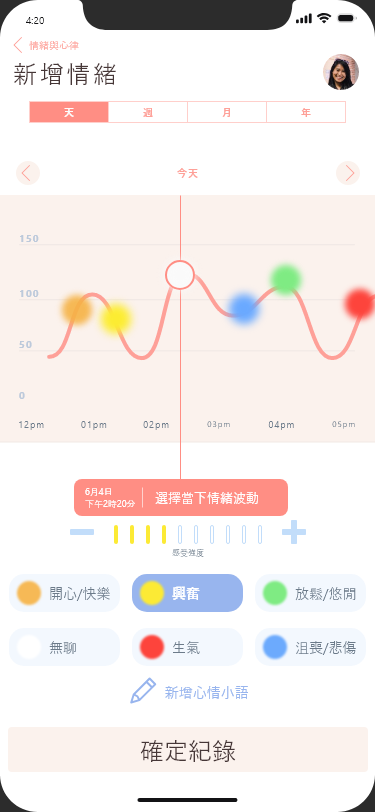 4:20
情緒與心律
新增情緒
天 週 月 年
今天
150
100
50
0
12pm 01pm 02pm 03pm 04pm 05pm
6月4日
下午2時20分
選擇當下情緒波動
感受強度
開心/快樂 興奮 放鬆/悠閒
無聊 生氣 沮喪/悲傷
新增心情小語
確定紀錄